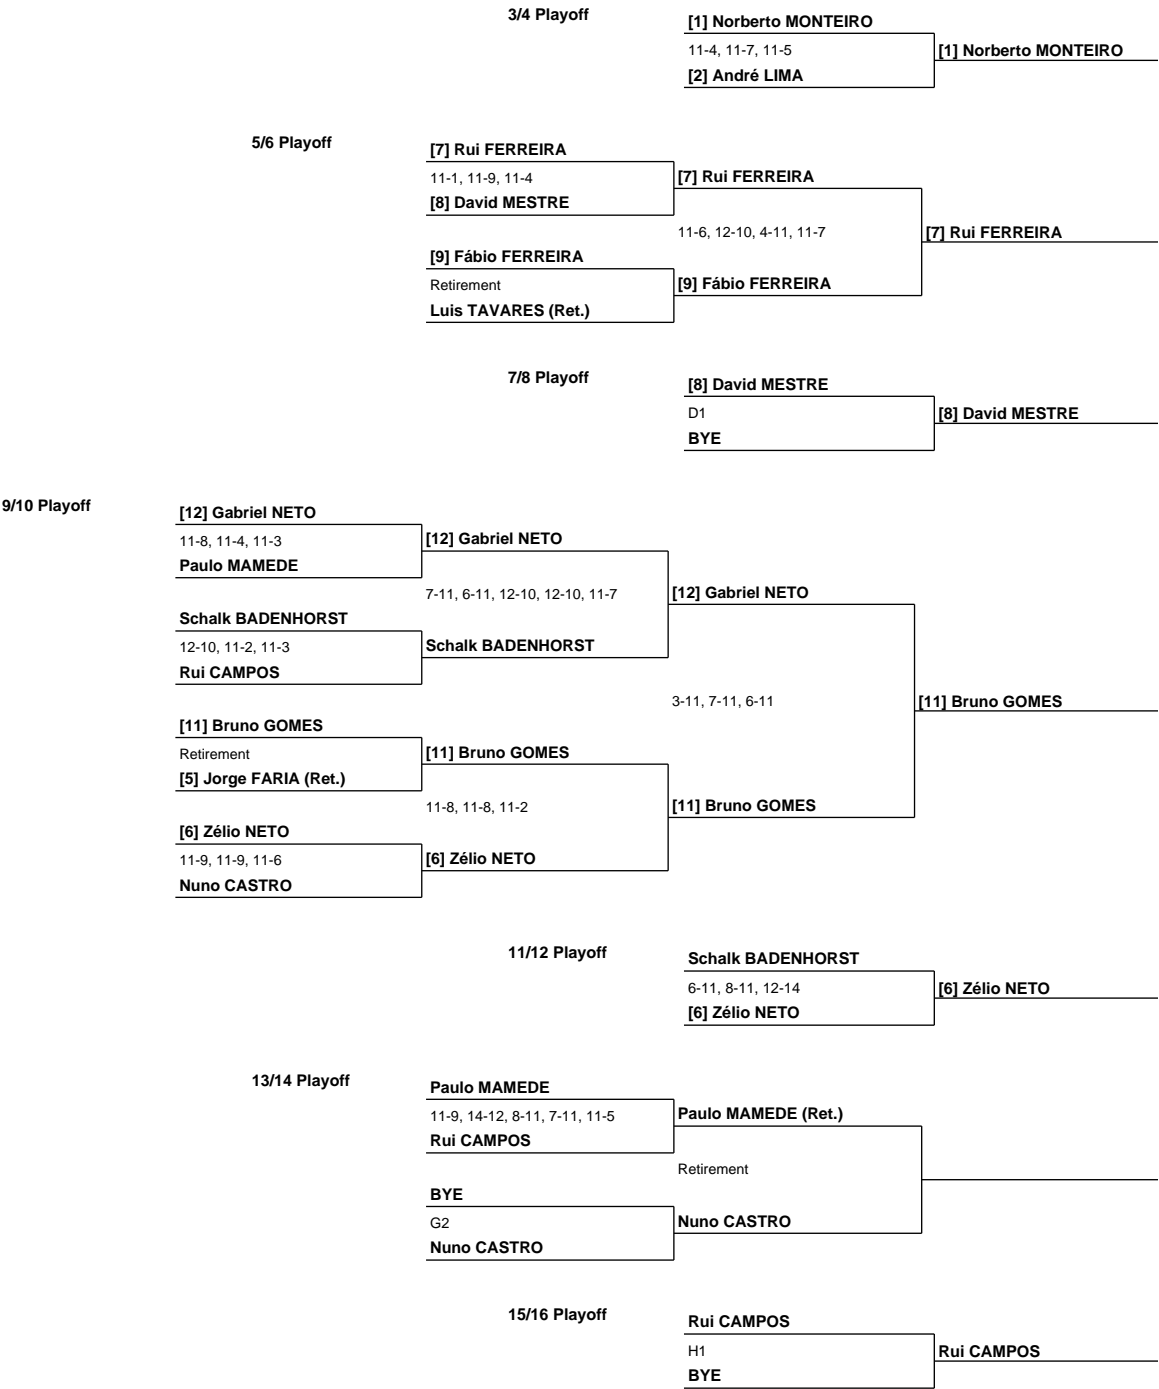 3/4 Playoff
[1] Norberto MONTEIRO
11-4, 11-7, 11-5
[1] Norberto MONTEIRO
[2] André LIMA
5/6 Playoff
[7] Rui FERREIRA
11-1, 11-9, 11-4
[7] Rui FERREIRA
[8] David MESTRE
11-6, 12-10, 4-11, 11-7
[7] Rui FERREIRA
[9] Fábio FERREIRA
Retirement
[9] Fábio FERREIRA
Luis TAVARES (Ret.)
7/8 Playoff
[8] David MESTRE
D1
[8] David MESTRE
BYE
9/10 Playoff
[12] Gabriel NETO
11-8, 11-4, 11-3
[12] Gabriel NETO
Paulo MAMEDE
7-11, 6-11, 12-10, 12-10, 11-7
[12] Gabriel NETO
Schalk BADENHORST
12-10, 11-2, 11-3
Schalk BADENHORST
Rui CAMPOS
3-11, 7-11, 6-11
[11] Bruno GOMES
[11] Bruno GOMES
Retirement
[11] Bruno GOMES
[5] Jorge FARIA (Ret.)
11-8, 11-8, 11-2
[11] Bruno GOMES
[6] Zélio NETO
11-9, 11-9, 11-6
[6] Zélio NETO
Nuno CASTRO
11/12 Playoff
Schalk BADENHORST
6-11, 8-11, 12-14
[6] Zélio NETO
[6] Zélio NETO
13/14 Playoff
Paulo MAMEDE
11-9, 14-12, 8-11, 7-11, 11-5
Paulo MAMEDE (Ret.)
Rui CAMPOS
Retirement
BYE
G2
Nuno CASTRO
Nuno CASTRO
15/16 Playoff
Rui CAMPOS
H1
Rui CAMPOS
BYE